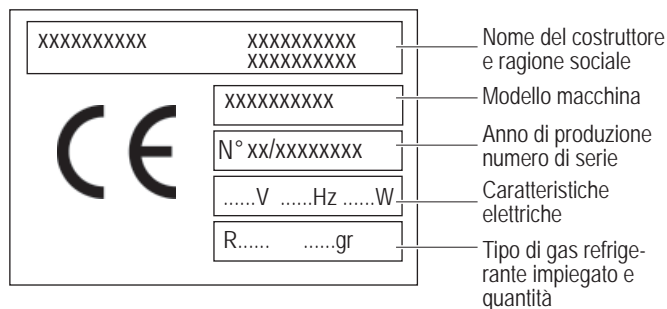 xxxxxxxxxx xxxxxxxxxx
xxxxxxxxxx
Nome del costruttore
e ragione sociale
CE
xxxxxxxxxx
Modello macchina
N° xx/xxxxxxxx
Anno di produzione
numero di serie
......V ......Hz ......W
Caratteristiche
elettriche
R...... ......gr
Tipo di gas refrige-
rante impiegato e
quantità